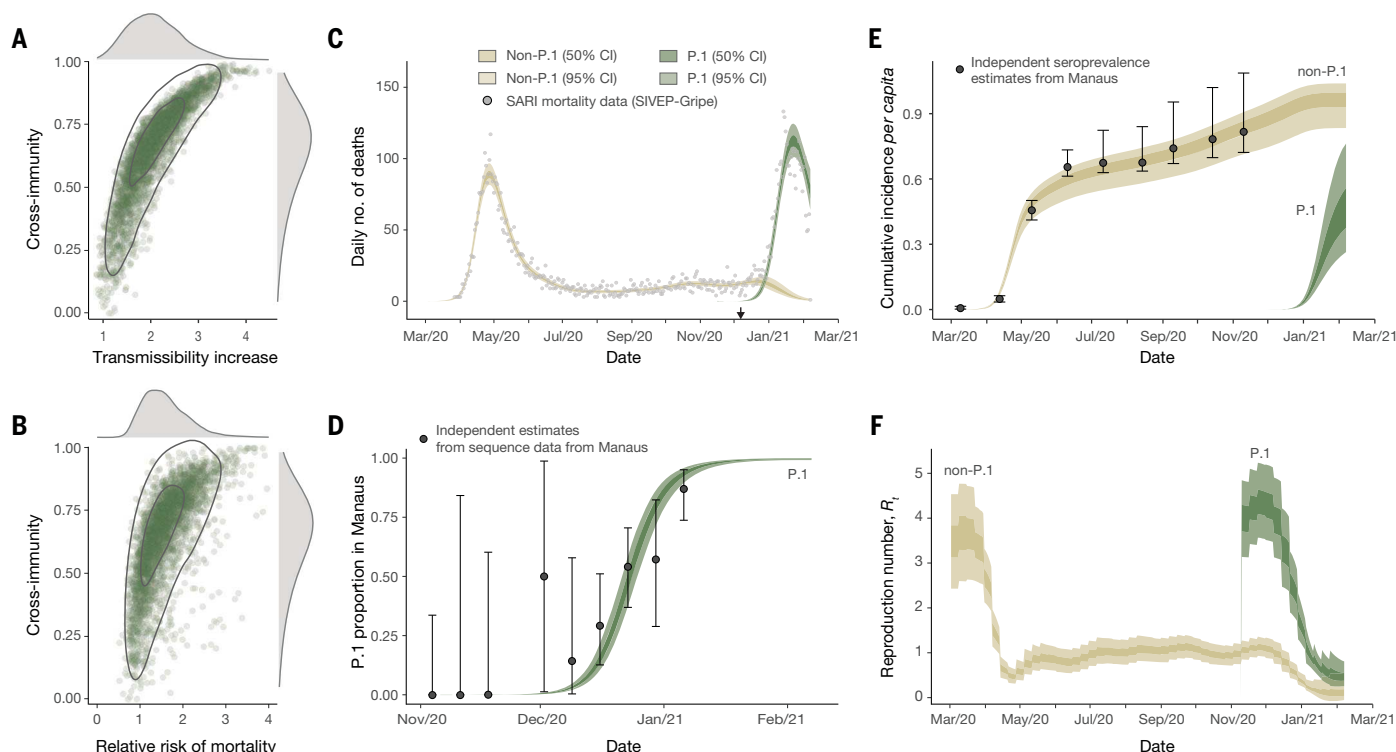 A
1.00
0.75
0.50
0.25
0.00
Cross-immunity
1 2 3 4
Transmissibility increase
B
1.00
0.75
0.50
0.25
0.00
Cross-immunity
0 1 2 3 4
Relative risk of mortality
C
Non-P.1 (50% CI)
Non-P.1 (95% CI)
P.1 (50% CI)
P.1 (95% CI)
SARI mortality data (SIVEP-Gripe)
150
100
50
0
Daily no. of deaths
Mar/20 May/20 Jul/20 Sep/20 Nov/20 Jan/21 Mar/21
Date
D
Independent estimates
from sequence data from Manaus
1.00
0.75
0.50
0.25
0.00
P.1 proportion in Manaus
P.1
Nov/20 Dec/20 Jan/21 Feb/21
Date
E
Independent seroprevalence
estimates from Manaus
non-P.1
P.1
0.9
0.6
0.3
0.0
Cumulative incidence per capita
Mar/20 May/20 Jul/20 Sep/20 Nov/20 Jan/21 Mar/21
Date
F
non-P.1
P.1
5
4
3
2
1
0
Reproduction number, Rt
Mar/20 May/20 Jul/20 Sep/20 Nov/20 Jan/21 Mar/21
Date